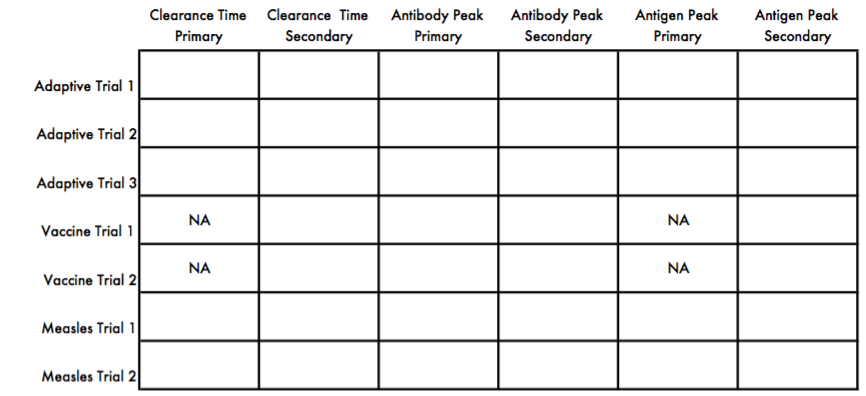 Clearance Time Clearance Time Antibody Peak Antibody Peak Antigen Peak Antigen Peak
Primary Secondary Primary Secondary Primary Secondary
Adaptive Trial 1
Adaptive Trial 2
Adaptive Trial 3
Vaccine Trial 1 NA NA
Vaccine Trial 2 NA NA
Measles Trial 1
Measles Trial 2